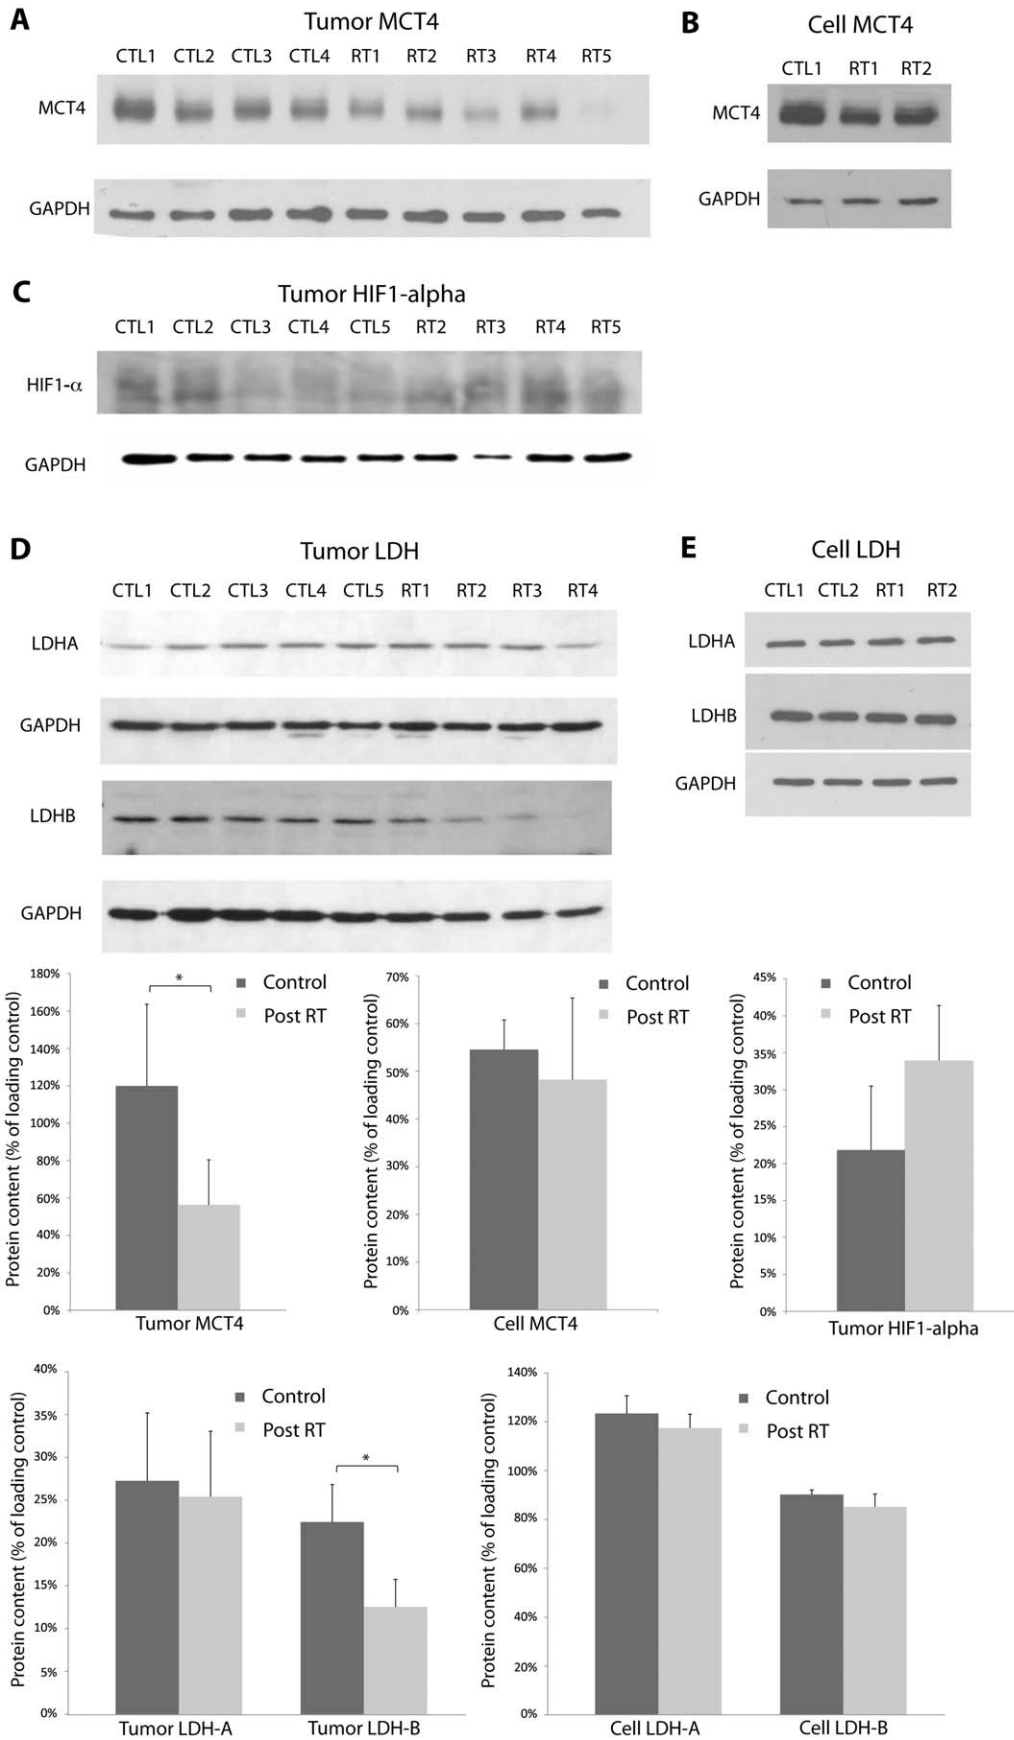 A
Tumor MCT4
CTL1 CTL2 CTL3 CTL4 RT1 RT2 RT3 RT4 RT5
MCT4
GAPDH
B
Cell MCT4
CTL1 RT1 RT2
MCT4
GAPDH
C
Tumor HIF1-alpha
CTL1 CTL2 CTL3 CTL4 CTL5 RT2 RT3 RT4 RT5
HIF1-α
GAPDH
D
Tumor LDH
CTL1 CTL2 CTL3 CTL4 CTL5 RT1 RT2 RT3 RT4
LDHA
GAPDH
LDHB
GAPDH
E
Cell LDH
CTL1 CTL2 RT1 RT2
LDHA
LDHB
GAPDH
Protein content (% of loading control)
180%
160%
140%
120%
100%
80%
60%
40%
20%
0%
*
Control
Post RT
Tumor MCT4
Protein content (% of loading control)
70%
60%
50%
40%
30%
20%
10%
0%
Control
Post RT
Cell MCT4
Protein content (% of loading control)
45%
40%
35%
30%
25%
20%
15%
10%
5%
0%
Control
Post RT
Tumor HIF1-alpha
Protein content (% of loading control)
40%
35%
30%
25%
20%
15%
10%
5%
0%
Control
Post RT
*
Tumor LDH-A Tumor LDH-B
Protein content (% of loading control)
140%
120%
100%
80%
60%
40%
20%
0%
Control
Post RT
Cell LDH-A Cell LDH-B